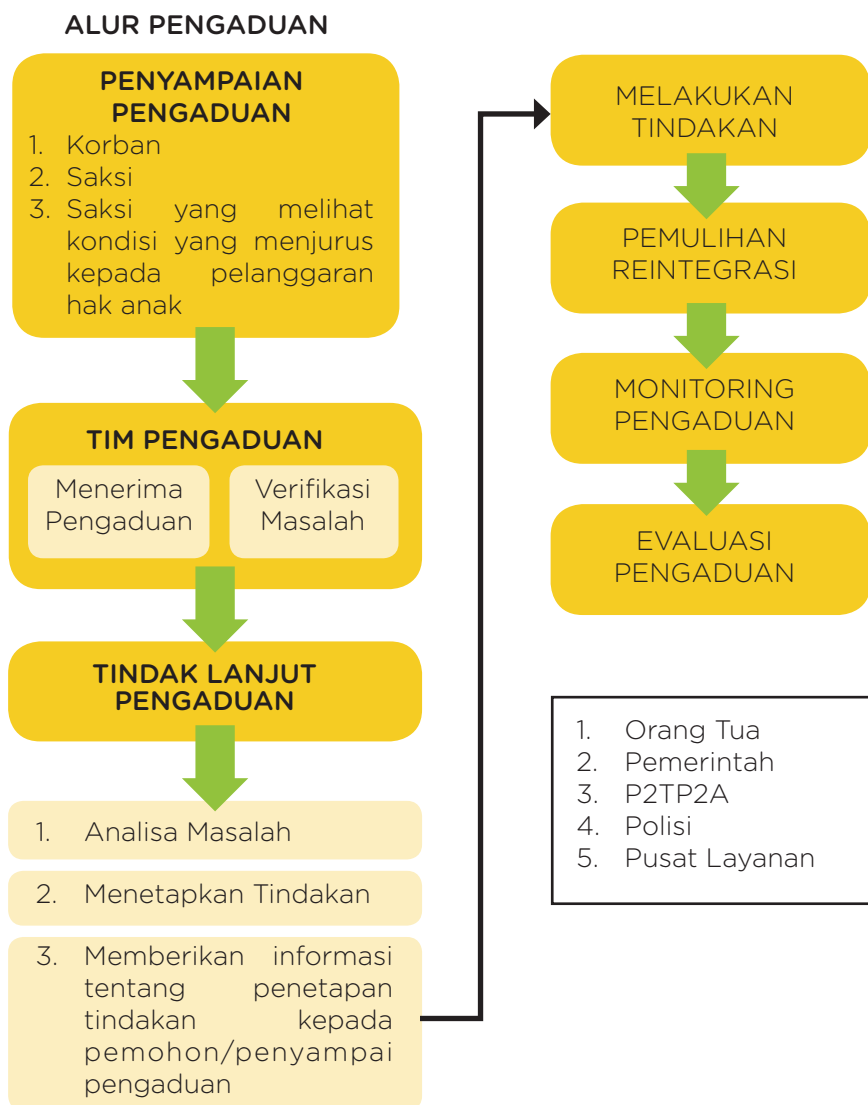 ALUR PENGADUAN
PENYAMPAIAN
PENGADUAN
1. Korban
2. Saksi
3. Saksi yang melihat
kondisi yang menjurus
kepada pelanggaran
hak anak
TIM PENGADUAN
Menerima
Pengaduan
Verifikasi
Masalah
TINDAK LANJUT
PENGADUAN
1. Analisa Masalah
2. Menetapkan Tindakan
3. Memberikan informasi
tentang penetapan
tindakan kepada
pemohon/penyampai
pengaduan
MELAKUKAN
TINDAKAN
PEMULIHAN
REINTEGRASI
MONITORING
PENGADUAN
EVALUASI
PENGADUAN
1. Orang Tua
2. Pemerintah
3. P2TP2A
4. Polisi
5. Pusat Layanan